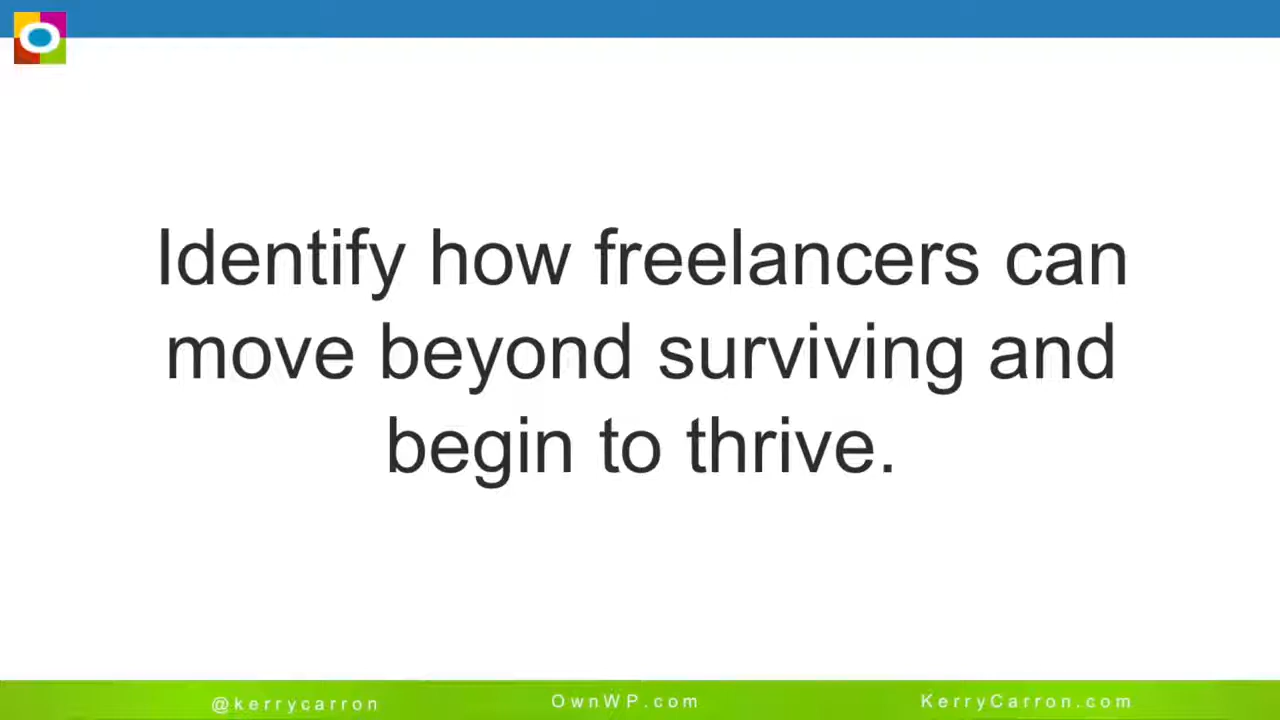 Identify how freelancers can
move beyond surviving and
begin to thrive.
@kerrycarron
OwnWP.com
KerryCarron.com